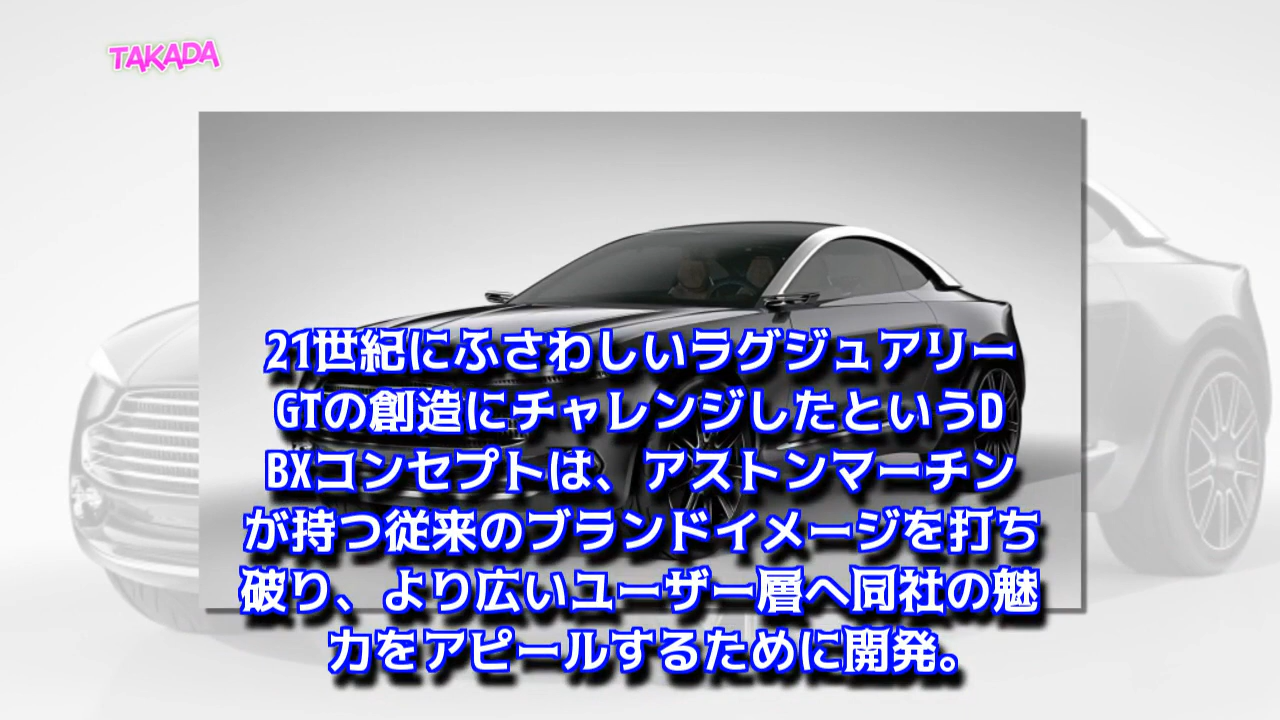 TAKADA
21世紀にふさわしいラグジュアリー
GTの創造にチャレンジしたというD
BXコンセプトは、アストンマーチン
が持つ従来のブランドイメージを打ち
破り、より広いユーザー層へ同社の魅
力をアピールするために開発。